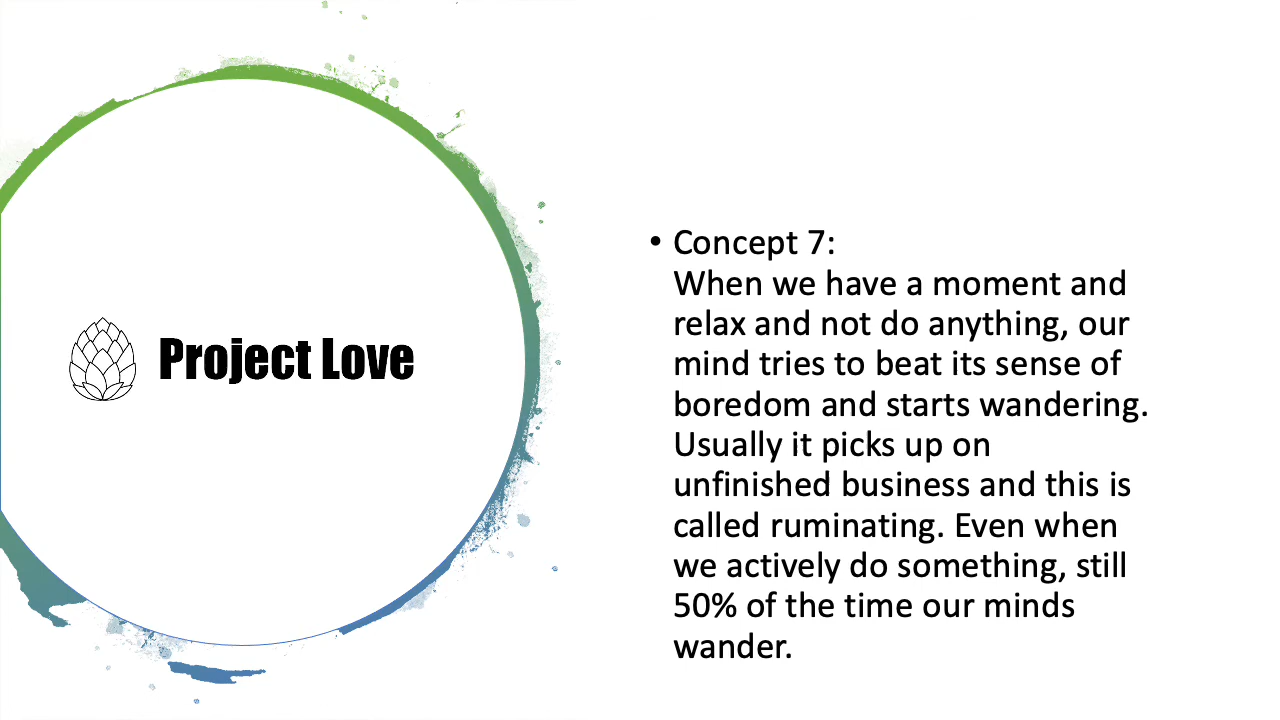 Project Love
• Concept 7:
When we have a moment and
relax and not do anything, our
mind tries to beat its sense of
boredom and starts wandering.
Usually it picks up on
unfinished business and this is
called ruminating. Even when
we actively do something, still
50% of the time our minds
wander.